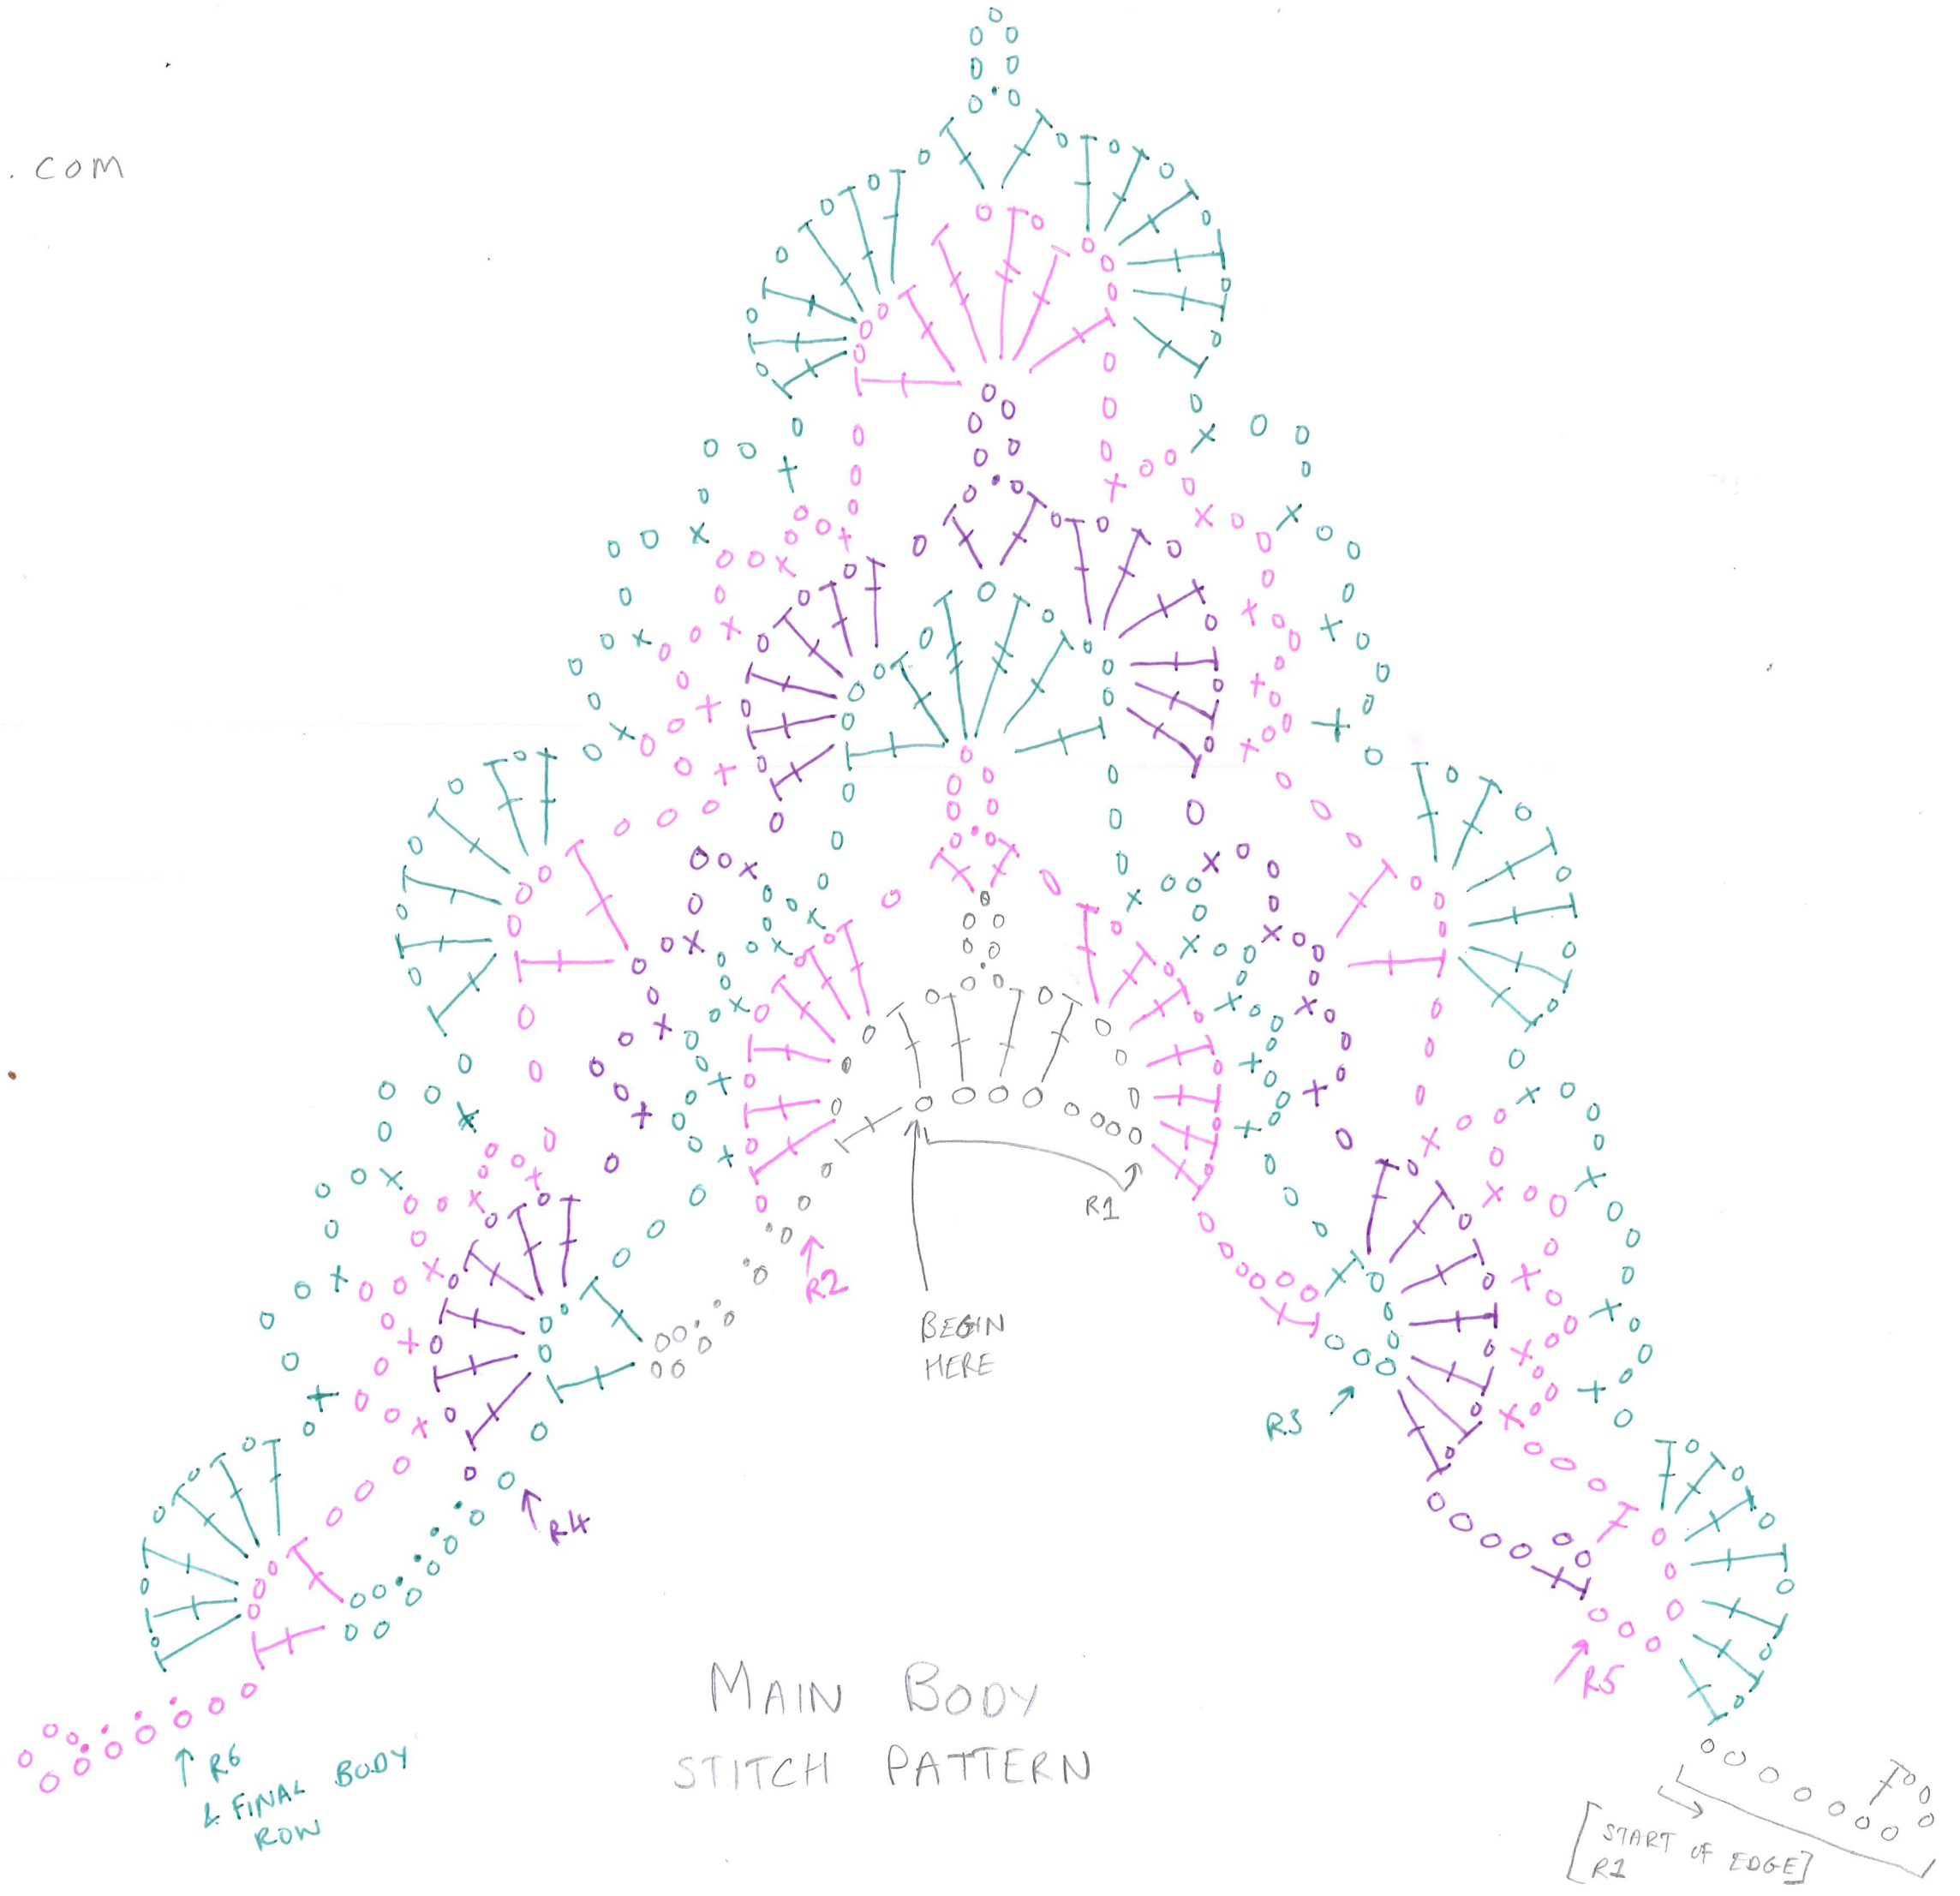 . com
R1
R2
BEGIN
HERE
R3
R4
R5
MAIN BODY
STITCH PATTERN
↑ R6
& FINAL BODY
ROW
[START OF EDGE]
R1